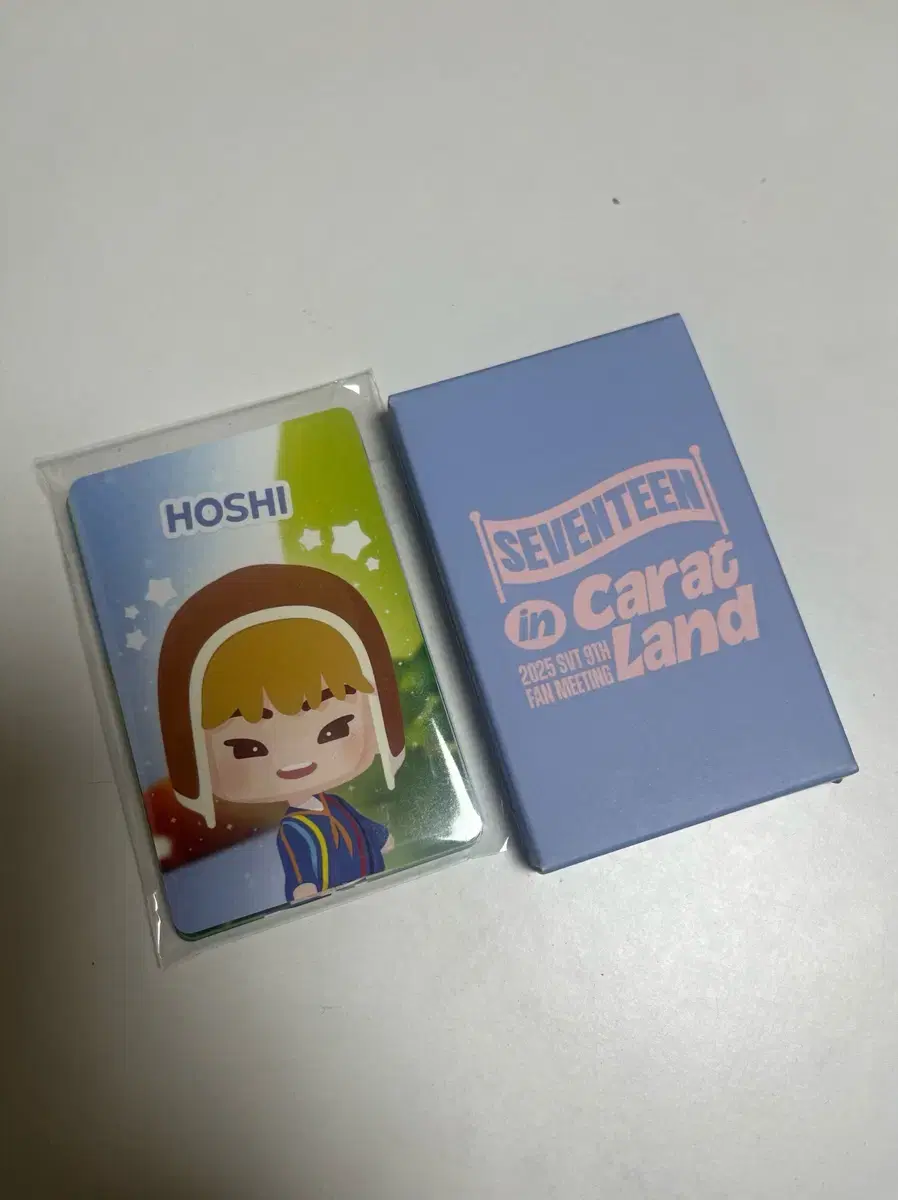 HOSHI
SEVENTEEN
in Carat
Land
2025 SVT 9TH
FAN MEETING